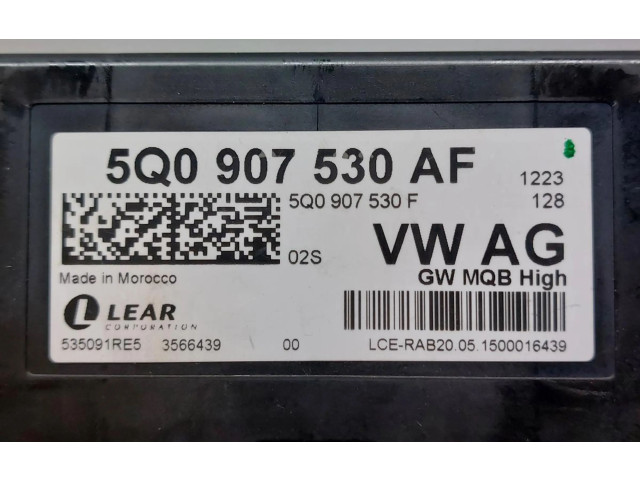 5Q0 907 530 AF
1223
5Q0 907 530 F
128
02S
VW AG
Made in Morocco
GW MQB High
LEAR
CORPORATION
535091RE5 3566439 00 LCE-RAB20.05.1500016439